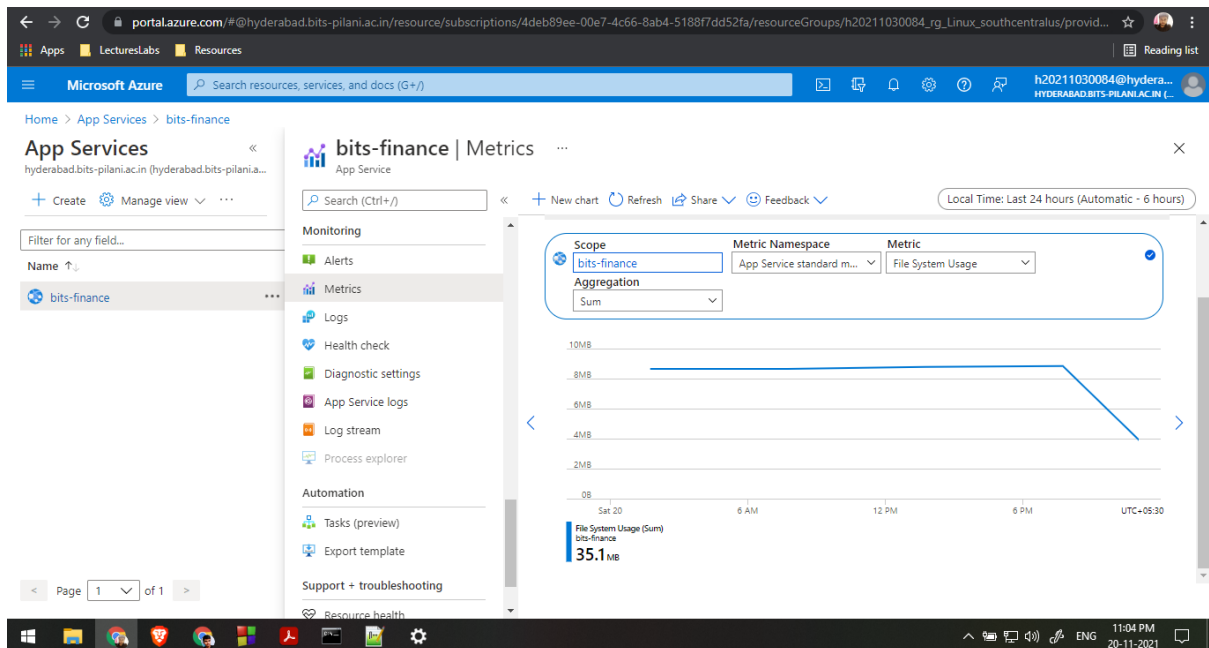 portal.azure.com/#@hyderabad.bits-pilani.ac.in/resource/subscriptions/4deb89ee-00e7-4c66-8ab4-5188f7dd52fa/resourceGroups/h20211030084_rg_Linux_southcentralus/provid...
Apps LecturesLabs Resources Reading list
Microsoft Azure Search resources, services, and docs (G+/) h20211030084@hydera...
HYDERABAD.BITS-PILANI.AC.IN (...
Home > App Services > bits-finance
App Services «
hyderabad.bits-pilani.ac.in (hyderabad.bits-pilani.a...
+ Create Manage view ...
Filter for any field...
Name ↑↓
bits-finance ...
bits-finance | Metrics ...
App Service
Search (Ctrl+/) «
Monitoring
Alerts
Metrics
Logs
Health check
Diagnostic settings
App Service logs
Log stream
Process explorer
Automation
Tasks (preview)
Export template
Support + troubleshooting
Resource health
+ New chart Refresh Share Feedback Local Time: Last 24 hours (Automatic - 6 hours)
Scope Metric Namespace Metric
bits-finance App Service standard m... File System Usage
Aggregation
Sum
10MB
8MB
6MB
4MB
2MB
0B
Sat 20 6 AM 12 PM 6 PM UTC+05:30
File System Usage (Sum)
bits-finance
35.1 MB
< Page 1 of 1 >
ENG 11:04 PM
20-11-2021